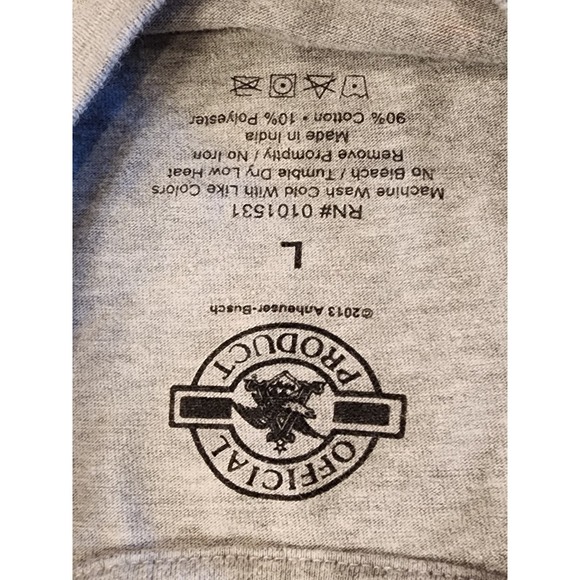 OFFICIAL
PRODUCT
©2013 Anheuser-Busch
L
RN# 0101531
Machine Wash Cold With Like Colors
No Bleach / Tumble Dry Low Heat
Remove Promptly / No Iron
Made in India
90% Cotton • 10% Polyester